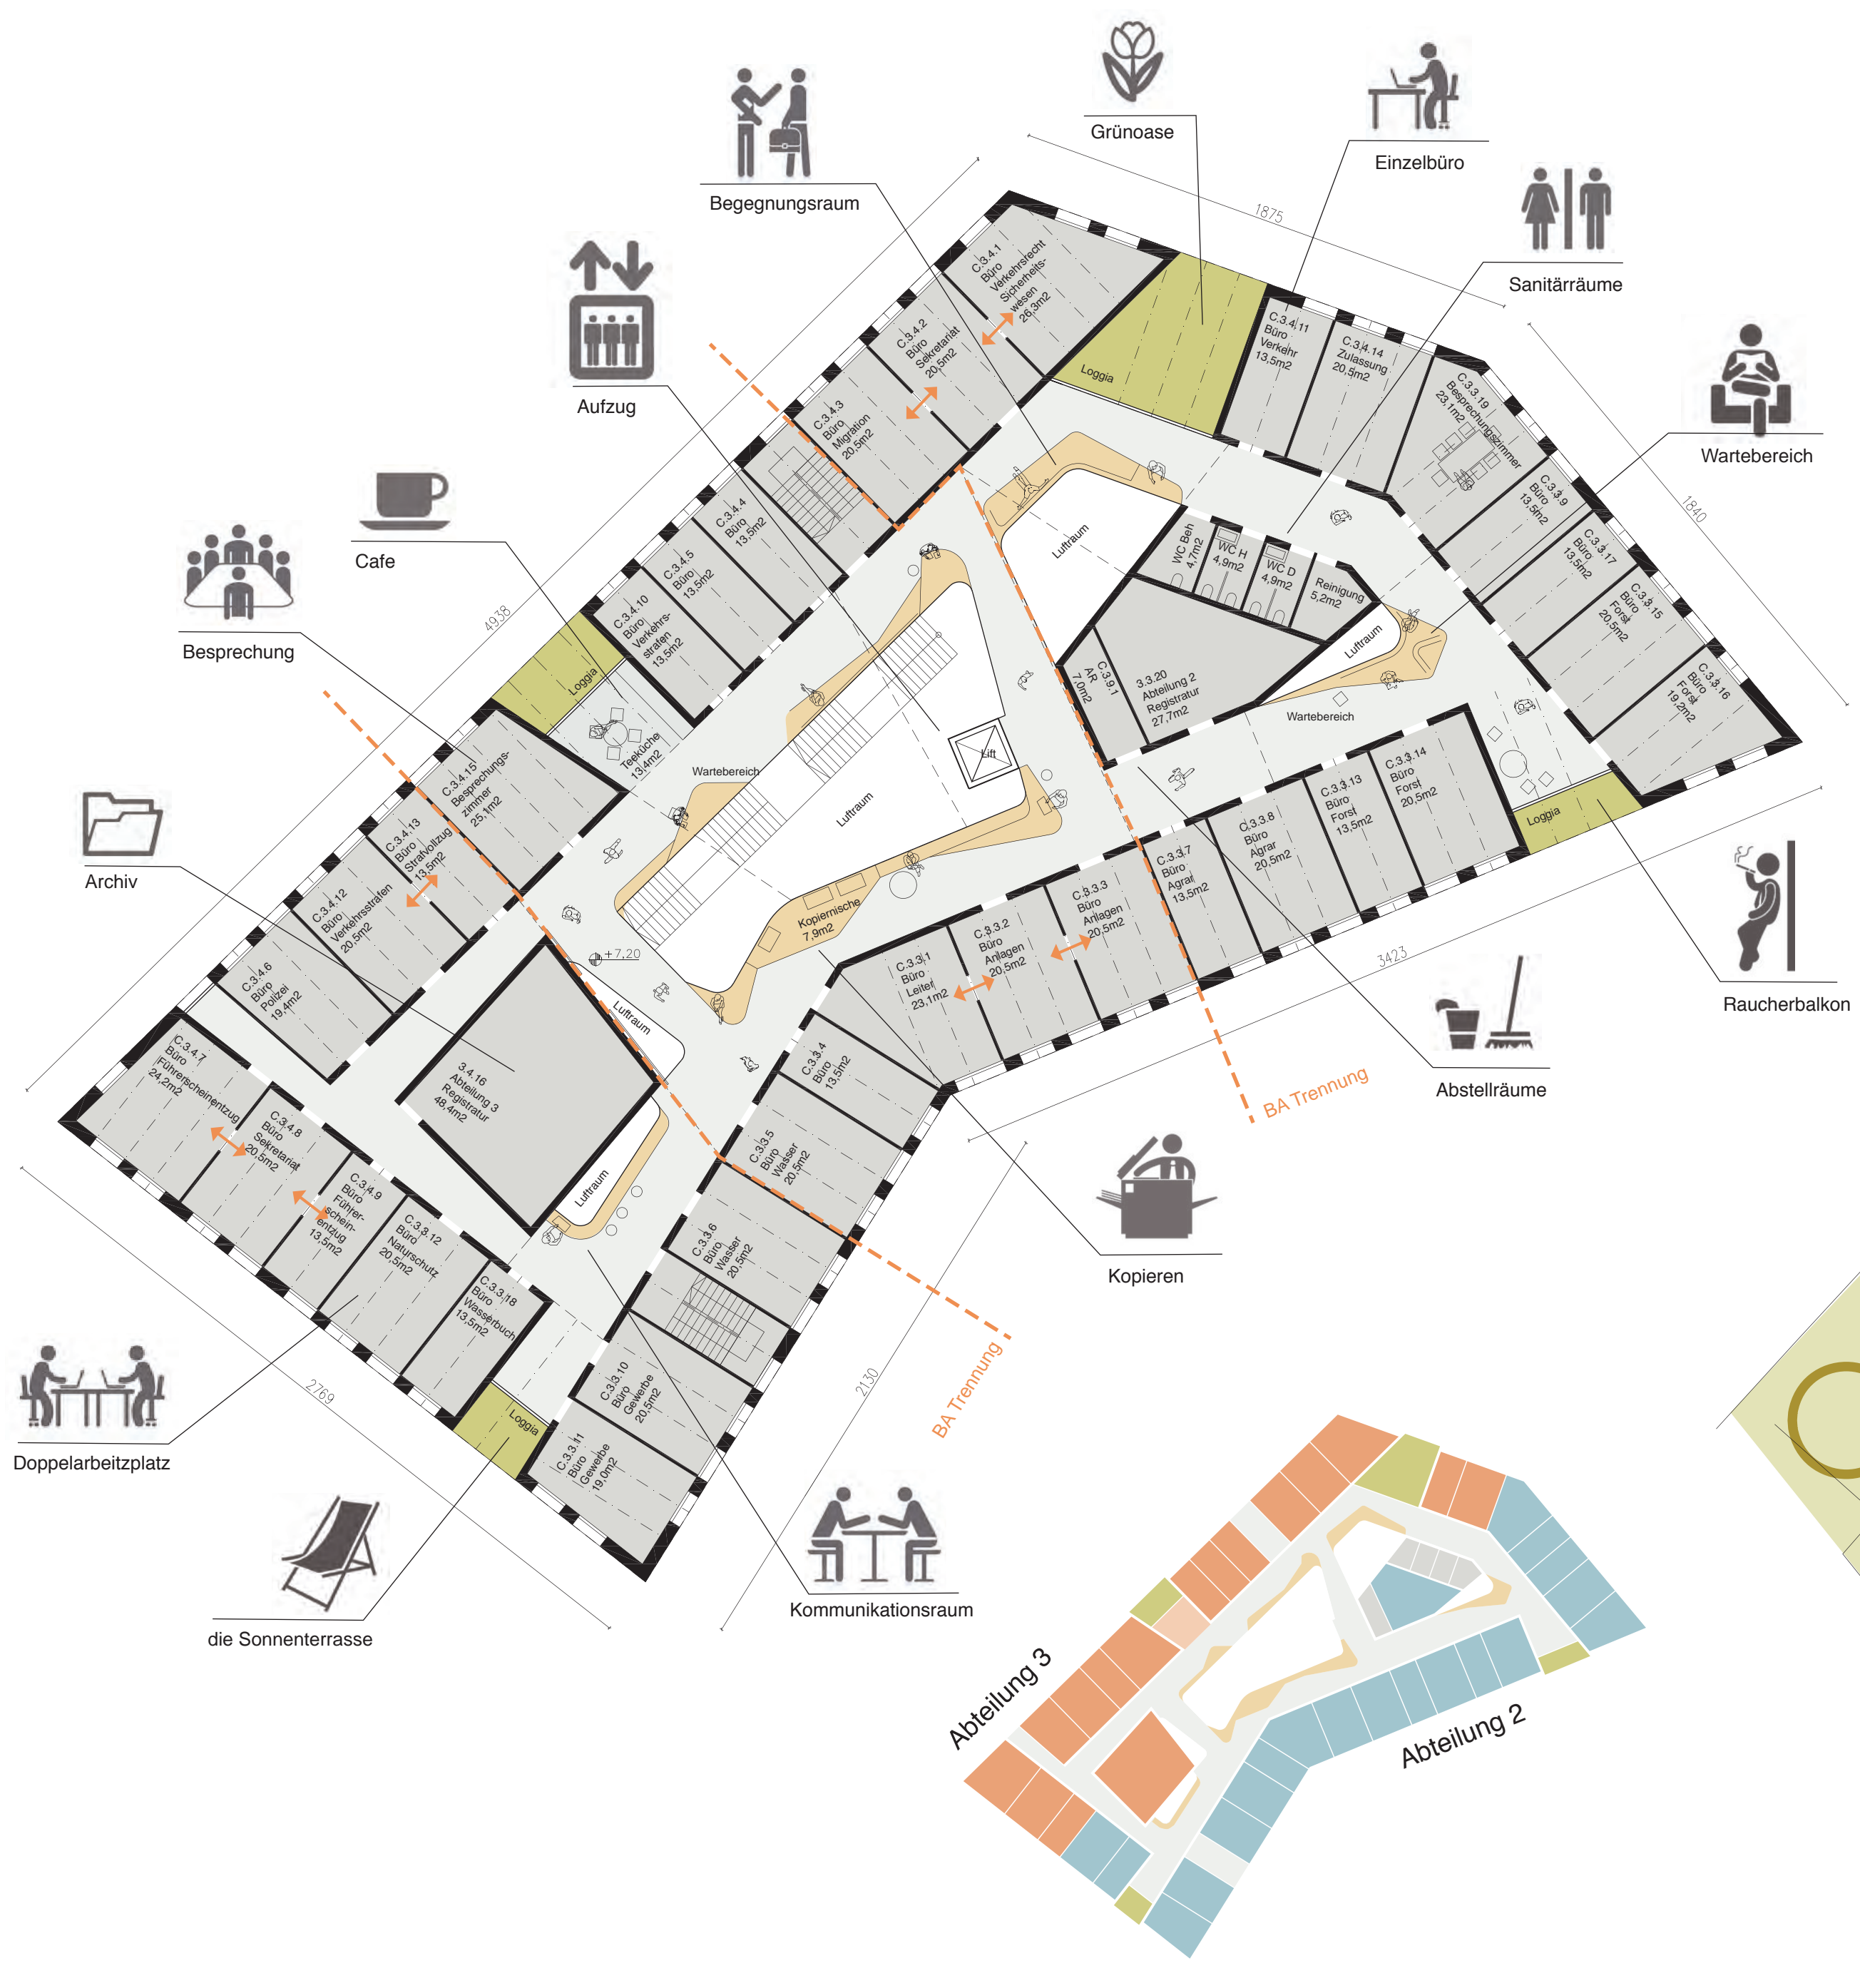 Grünoase
Einzelbüro
Begegnungsraum
Sanitärräume
Aufzug
Wartebereich
Cafe
Besprechung
Archiv
Raucherbalkon
Abstellräume
Kopieren
Doppelarbeitzplatz
die Sonnenterrasse
Kommunikationsraum
1875
1840
4938
3423
2130
2769
C.3.4.1
Büro
Verkehrsrecht
Sicherheits-
wesen
26,3m2
C.3.4.2
Büro
Sekretariat
20,5m2
C.3.4.3
Büro
Migration
20,5m2
C.3.4.4
Büro
13,5m2
C.3.4.5
Büro
13,5m2
C.3.4.10
Büro
Verkehrs-
strafen
13,5m2
Loggia
Teeküche
13,4m2
C.3.4.15
Besprechungs-
zimmer
25,1m2
C.3.4.13
Büro
Strafvollzug
13,5m2
C.3.4.12
Büro
Verkehrsstrafen
20,5m2
C.3.4.6
Büro
Polizei
19,4m2
C.3.4.7
Büro
Führerscheinentzug
24,2m2
C.3.4.8
Büro
Sekretariat
20,5m2
C.3.4.9
Büro
Führer-
schein-
entzug
13,5m2
C.3.3.12
Büro
Naturschutz
20,5m2
C.3.3.18
Büro
Wasserbuch
13,5m2
Loggia
C.3.3.11
Büro
Gewerbe
19,0m2
C.3.3.10
Büro
Gewerbe
20,5m2
C.3.3.6
Büro
Wasser
20,5m2
C.3.3.5
Büro
Wasser
20,5m2
C.3.3.4
Büro
13,5m2
C.3.3.1
Büro
Leiter
23,1m2
C.3.3.2
Büro
Anlagen
20,5m2
C.3.3.3
Büro
Anlagen
20,5m2
C.3.3.7
Büro
Agrar
13,5m2
C.3.3.8
Büro
Agrar
20,5m2
C.3.3.13
Büro
Forst
13,5m2
C.3.3.14
Büro
Forst
20,5m2
Loggia
C.3.3.16
Büro
Forst
19,2m2
C.3.3.15
Büro
Forst
20,5m2
C.3.3.17
Büro
13,5m2
C.3.3.9
Büro
13,5m2
C.3.3.19
Besprechungszimmer
23,1m2
C.3.4.14
Zulassung
20,5m2
C.3.4.11
Büro
Verkehr
13,5m2
Loggia
Luftraum
WC Beh
4,7m2
WC H
4,9m2
WC D
4,9m2
Reinigung
5,2m2
Luftraum
C.3.9.1
AR
7,0m2
3.3.20
Abteilung 2
Registratur
27,7m2
Wartebereich
Lift
Wartebereich
Luftraum
Kopiernische
7,9m2
+7,20
Luftraum
3.4.16
Abteilung 3
Registratur
48,4m2
Luftraum
BA Trennung
BA Trennung
Abteilung 3
Abteilung 2